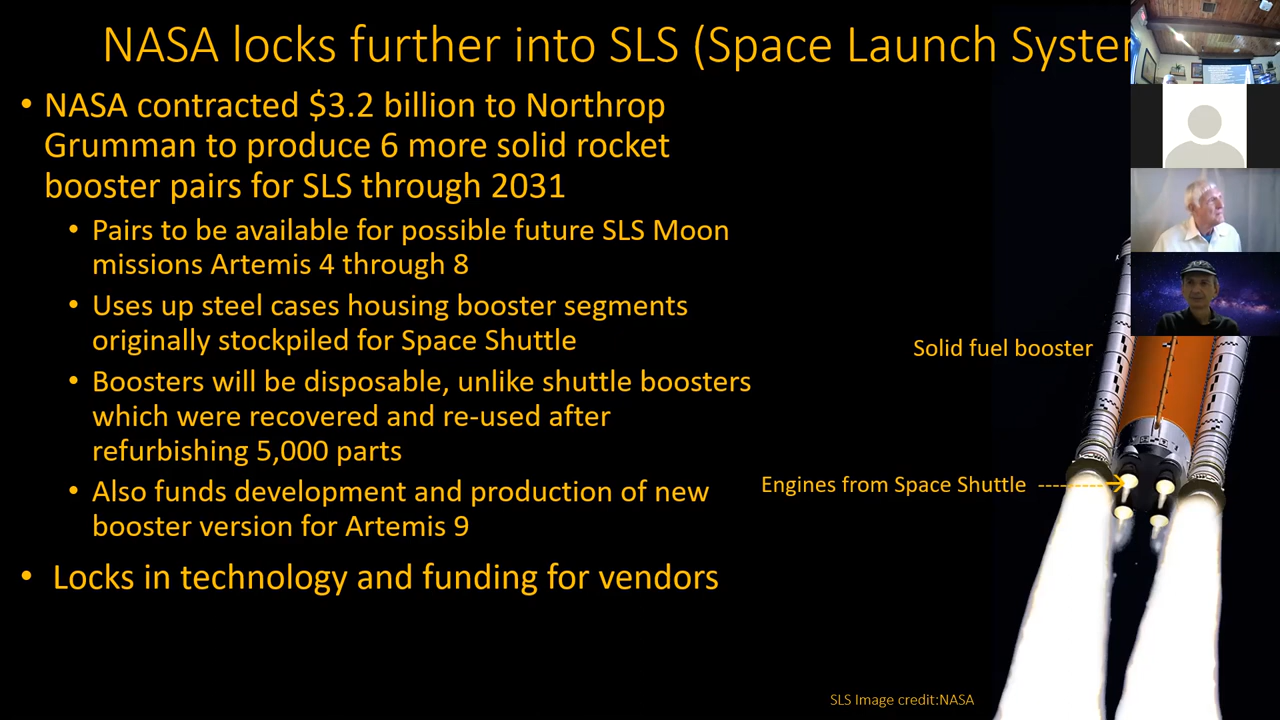 NASA locks further into SLS (Space Launch System
• NASA contracted $3.2 billion to Northrop
Grumman to produce 6 more solid rocket
booster pairs for SLS through 2031
• Pairs to be available for possible future SLS Moon
missions Artemis 4 through 8
• Uses up steel cases housing booster segments
originally stockpiled for Space Shuttle
• Boosters will be disposable, unlike shuttle boosters
which were recovered and re-used after
refurbishing 5,000 parts
• Also funds development and production of new
booster version for Artemis 9
• Locks in technology and funding for vendors
Solid fuel booster
Engines from Space Shuttle
SLS Image credit:NASA